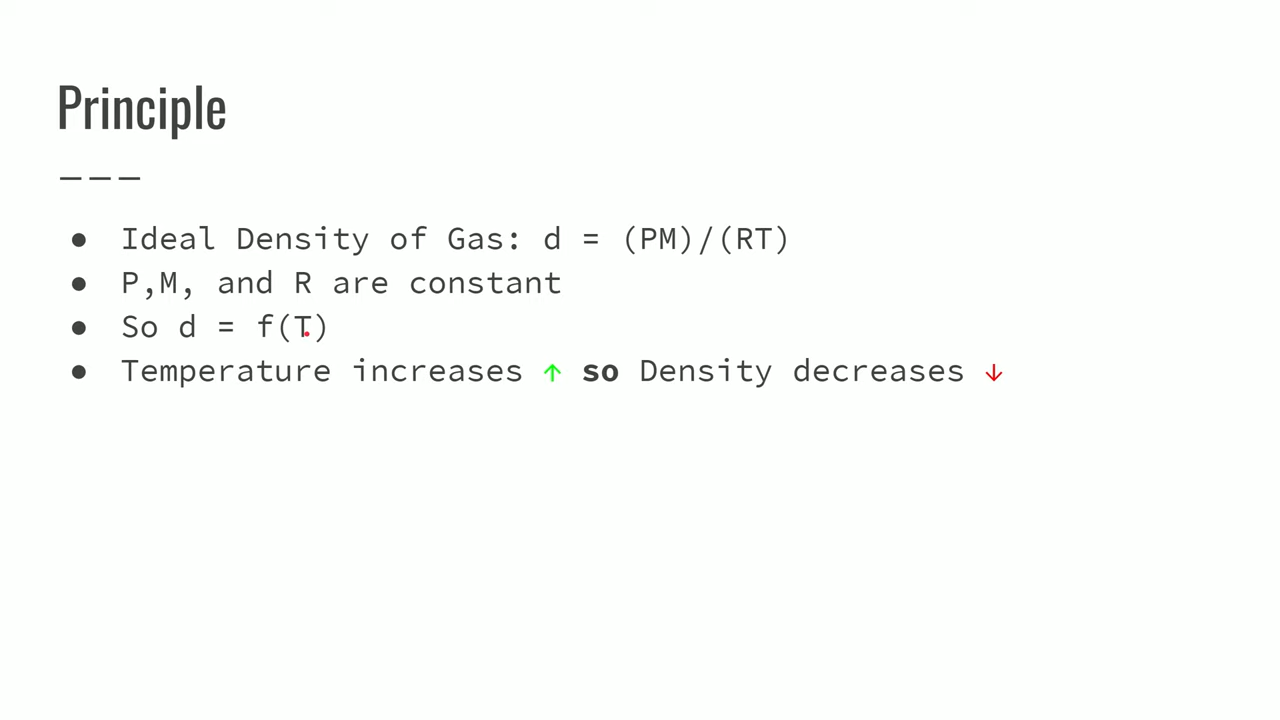 Principle
● Ideal Density of Gas: d = (PM)/(RT)
● P,M, and R are constant
● So d = f(T)
● Temperature increases ↑ so Density decreases ↓